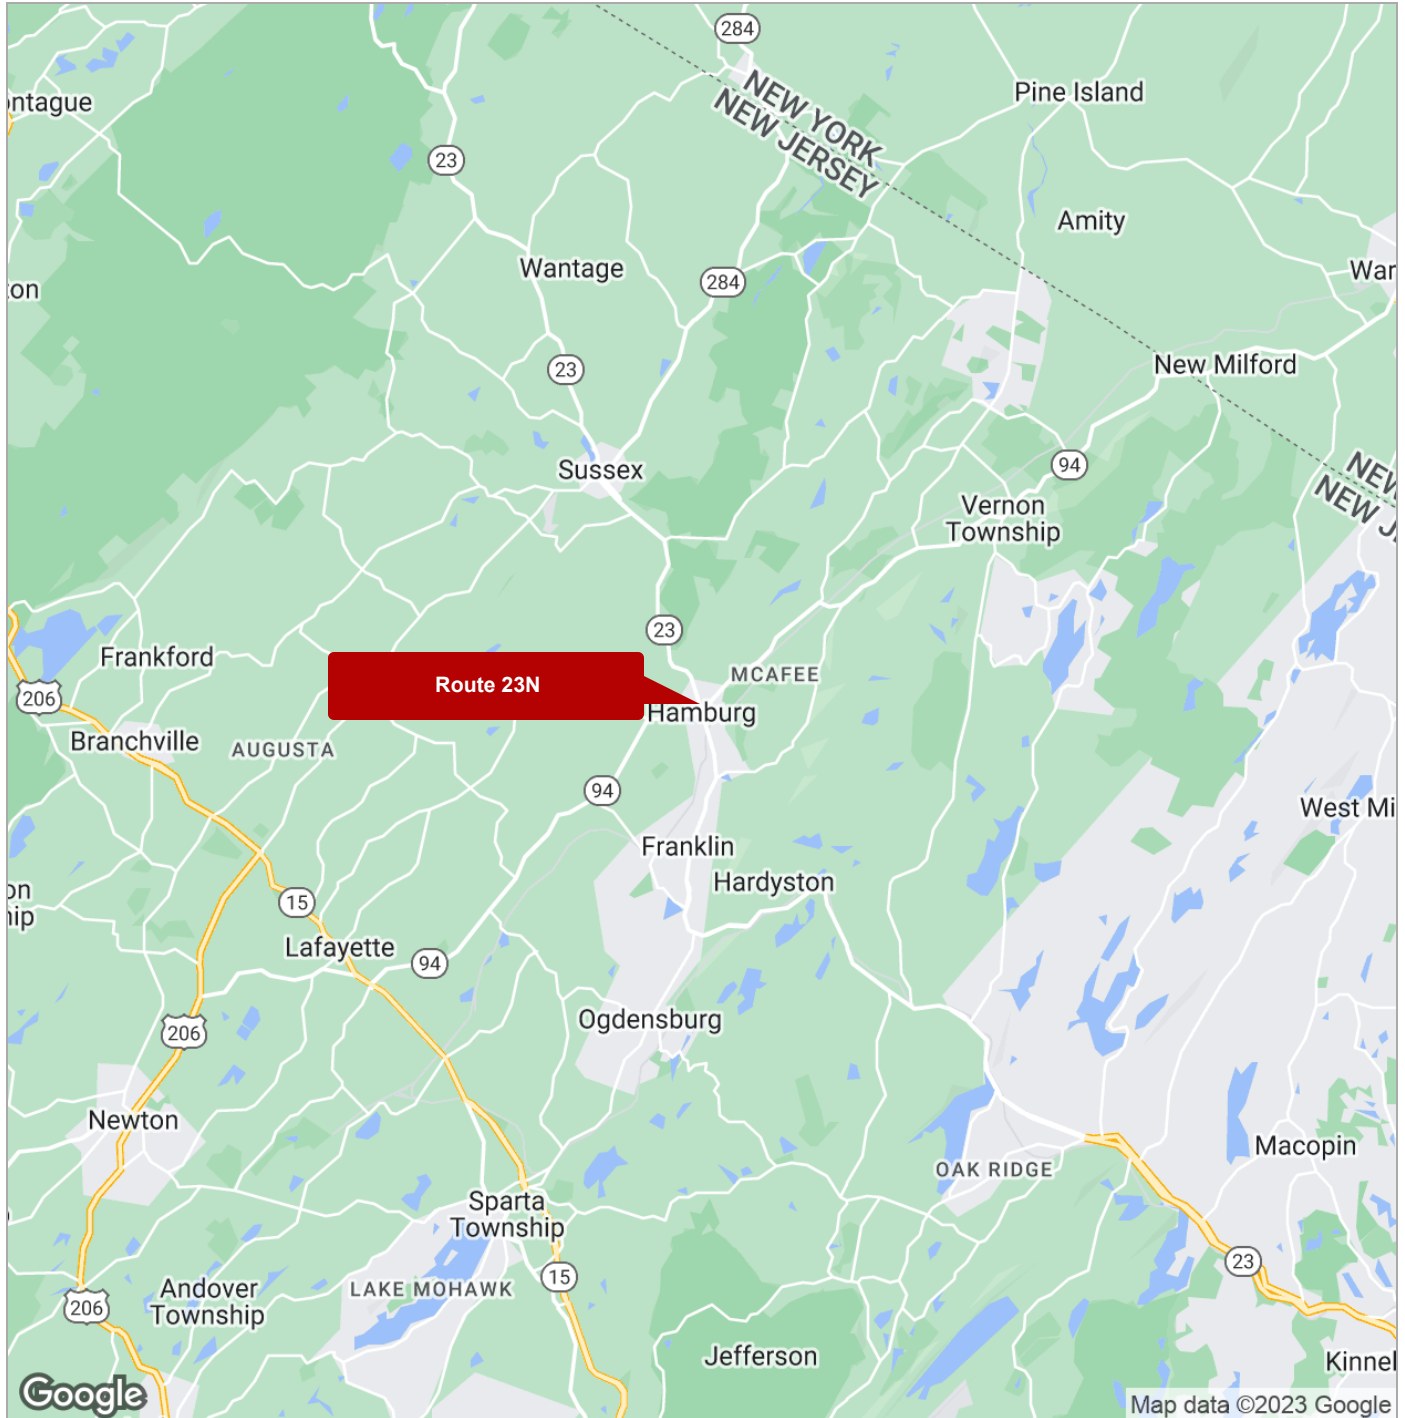 284
NEW YORK
NEW JERSEY
Pine Island
ntague
23
Amity
Wantage
284
War
ton
23
New Milford
Sussex
94
NEW
NEW J
Vernon
Township
23
Frankford
MCAFEE
Route 23N
206
Hamburg
Branchville
AUGUSTA
94
West Mi
Franklin
Hardyston
on
hip
15
Lafayette
94
Ogdensburg
206
Newton
Macopin
OAK RIDGE
Sparta
Township
23
15
LAKE MOHAWK
Andover
Township
206
Jefferson
Kinnel
Google
Map data ©2023 Google